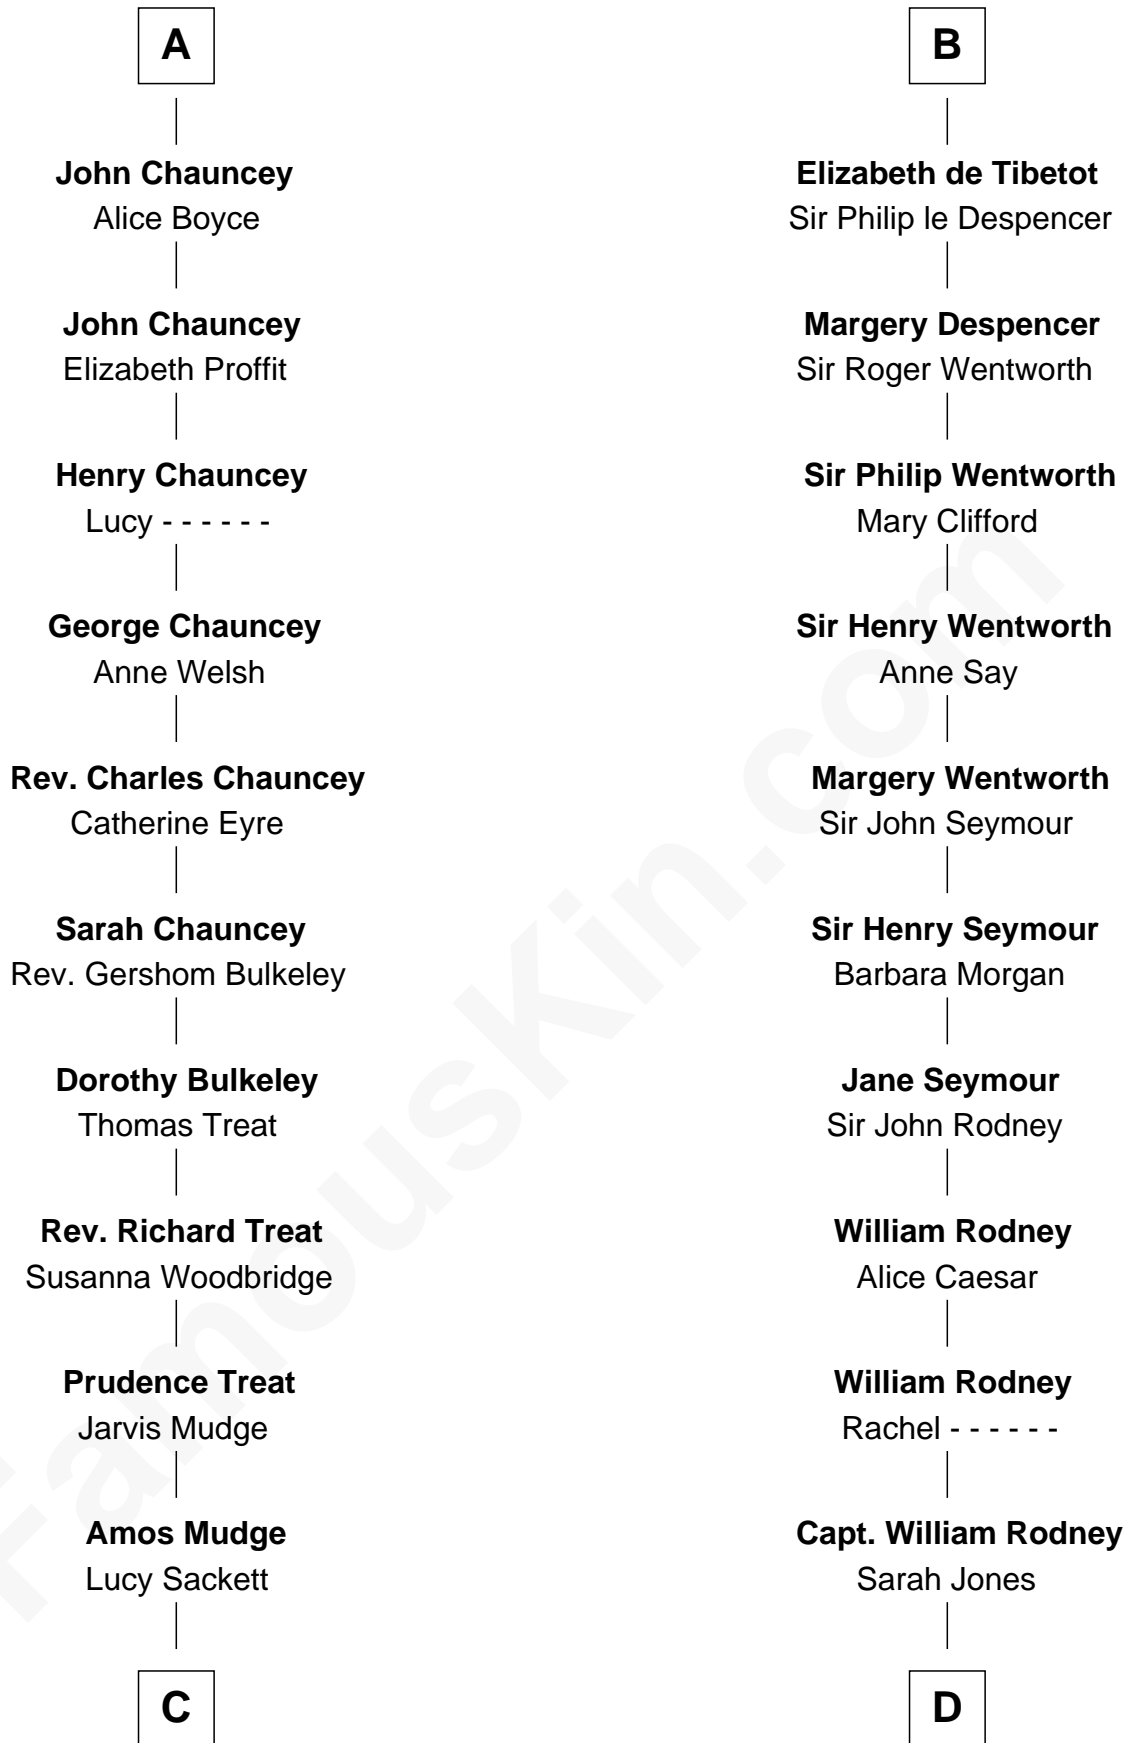 A
John Chauncey
Alice Boyce
John Chauncey
Elizabeth Proffit
Henry Chauncey
Lucy - - - - - -
George Chauncey
Anne Welsh
Rev. Charles Chauncey
Catherine Eyre
Sarah Chauncey
Rev. Gershom Bulkeley
Dorothy Bulkeley
Thomas Treat
Rev. Richard Treat
Susanna Woodbridge
Prudence Treat
Jarvis Mudge
Amos Mudge
Lucy Sackett
C
B
Elizabeth de Tibetot
Sir Philip le Despencer
Margery Despencer
Sir Roger Wentworth
Sir Philip Wentworth
Mary Clifford
Sir Henry Wentworth
Anne Say
Margery Wentworth
Sir John Seymour
Sir Henry Seymour
Barbara Morgan
Jane Seymour
Sir John Rodney
William Rodney
Alice Caesar
William Rodney
Rachel - - - - - -
Capt. William Rodney
Sarah Jones
D
FamousKin.com